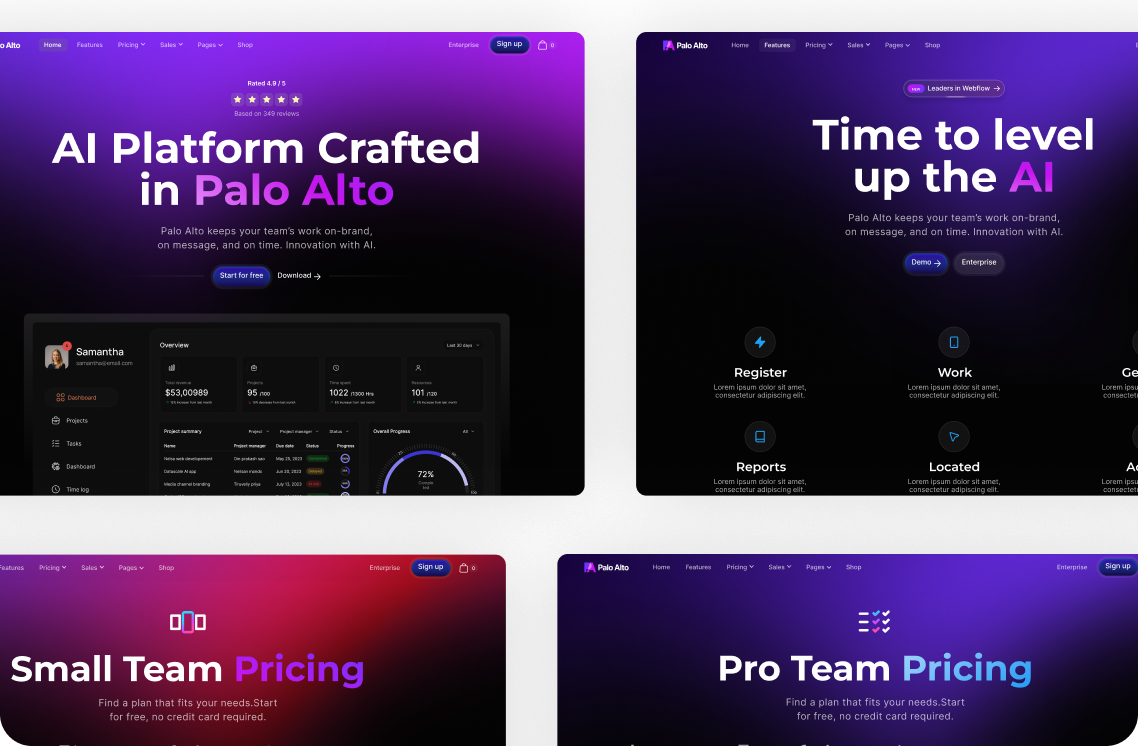 lo Alto Home Features Pricing Sales Pages Shop Enterprise Sign up 0
Rated 4.9 / 5
Based on 349 reviews
AI Platform Crafted
in Palo Alto
Palo Alto keeps your team's work on-brand,
on message, and on time. Innovation with AI.
Start for free Download
Samantha
samantha@email.com
Dashboard
Projects
Tasks
Dashboard
Time log
Overview
Last 30 days
Total revenue
$53,00989
Projects
95 /100
Time spent
1022 /1300 Hrs
Resources
101 /120
Project summary
Project Project manager Status
Name Project manager Due date Status Progress
Nelsa web developement Om prakash sao May 25, 2023
Datascale AI app Neilsan mando Jun 20, 2023 Delayed
Media channel branding Tiruvelly priya July 13, 2023
Overall Progress
All
72%
Palo Alto Home Features Pricing Sales Pages Shop
NEW Leaders in Webflow
Time to level
up the AI
Palo Alto keeps your team's work on-brand,
on message, and on time. Innovation with AI.
Demo Enterprise
Register
Lorem ipsum dolor sit amet,
consectetur adipiscing elit.
Work
Lorem ipsum dolor sit amet,
consectetur adipiscing elit.
Ge
Lorem ipsu
consectet
Reports
Lorem ipsum dolor sit amet,
consectetur adipiscing elit.
Located
Lorem ipsum dolor sit amet,
consectetur adipiscing elit.
Lorem ipsu
consectet
Features Pricing Sales Pages Shop Enterprise Sign up 0
Small Team Pricing
Find a plan that fits your needs.Start
for free, no credit card required.
Palo Alto Home Features Pricing Sales Pages Shop Enterprise Sign up
Pro Team Pricing
Find a plan that fits your needs.Start
for free, no credit card required.